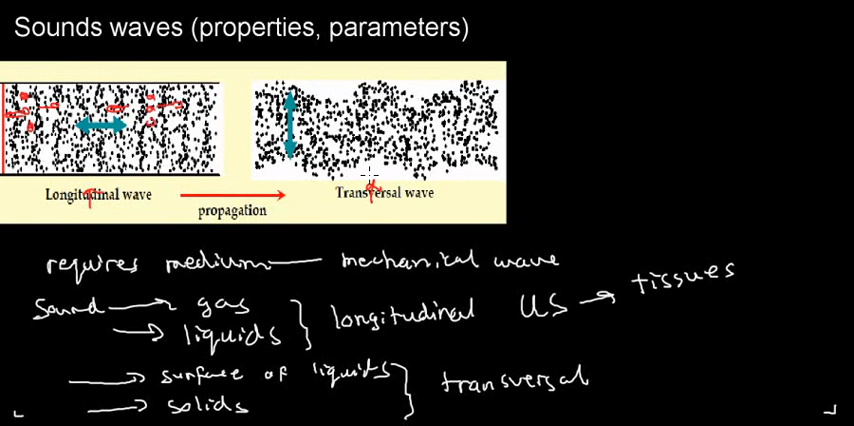 Sounds waves (properties, parameters)
Longitudinal wave
propagation
Transversal wave
requires medium — mechanical wave
Sound → gas
→ liquids
longitudinal
US → tissues
→ surface of liquids
→ solids
transversal